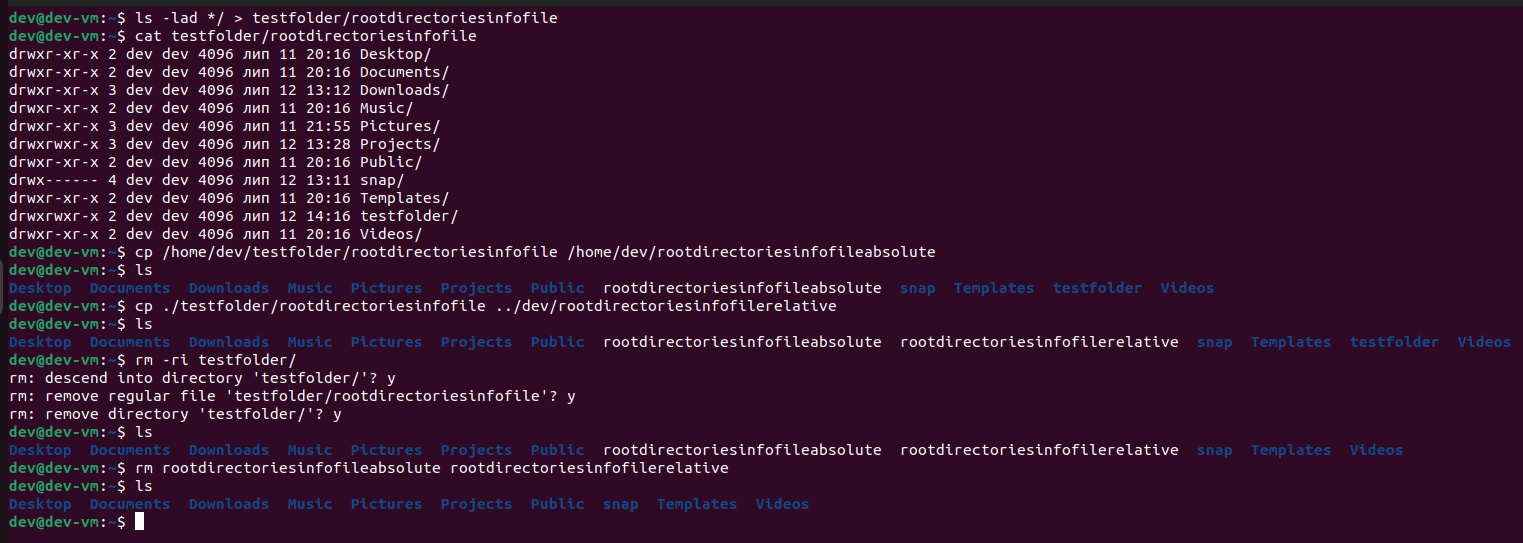 dev@dev-vm:~$ ls -lad */ > testfolder/rootdirectoriesinfofile
dev@dev-vm:~$ cat testfolder/rootdirectoriesinfofile
drwxr-xr-x 2 dev dev 4096 лип 11 20:16 Desktop/
drwxr-xr-x 2 dev dev 4096 лип 11 20:16 Documents/
drwxr-xr-x 3 dev dev 4096 лип 12 13:12 Downloads/
drwxr-xr-x 2 dev dev 4096 лип 11 20:16 Music/
drwxr-xr-x 3 dev dev 4096 лип 11 21:55 Pictures/
drwxrwxr-x 3 dev dev 4096 лип 12 13:28 Projects/
drwxr-xr-x 2 dev dev 4096 лип 11 20:16 Public/
drwx------ 4 dev dev 4096 лип 12 13:11 snap/
drwxr-xr-x 2 dev dev 4096 лип 11 20:16 Templates/
drwxrwxr-x 2 dev dev 4096 лип 12 14:16 testfolder/
drwxr-xr-x 2 dev dev 4096 лип 11 20:16 Videos/
dev@dev-vm:~$ cp /home/dev/testfolder/rootdirectoriesinfofile /home/dev/rootdirectoriesinfofileabsolute
dev@dev-vm:~$ ls
Desktop  Documents  Downloads  Music  Pictures  Projects  Public  rootdirectoriesinfofileabsolute  snap  Templates  testfolder  Videos
dev@dev-vm:~$ cp ./testfolder/rootdirectoriesinfofile ../dev/rootdirectoriesinfofilerelative
dev@dev-vm:~$ ls
Desktop  Documents  Downloads  Music  Pictures  Projects  Public  rootdirectoriesinfofileabsolute  rootdirectoriesinfofilerelative  snap  Templates  testfolder  Videos
dev@dev-vm:~$ rm -ri testfolder/
rm: descend into directory 'testfolder/'? y
rm: remove regular file 'testfolder/rootdirectoriesinfofile'? y
rm: remove directory 'testfolder/'? y
dev@dev-vm:~$ ls
Desktop  Documents  Downloads  Music  Pictures  Projects  Public  rootdirectoriesinfofileabsolute  rootdirectoriesinfofilerelative  snap  Templates  Videos
dev@dev-vm:~$ rm rootdirectoriesinfofileabsolute rootdirectoriesinfofilerelative
dev@dev-vm:~$ ls
Desktop  Documents  Downloads  Music  Pictures  Projects  Public  snap  Templates  Videos
dev@dev-vm:~$